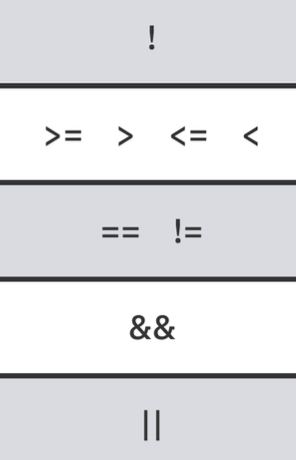 !
>= > <= <
== !=
&&
||